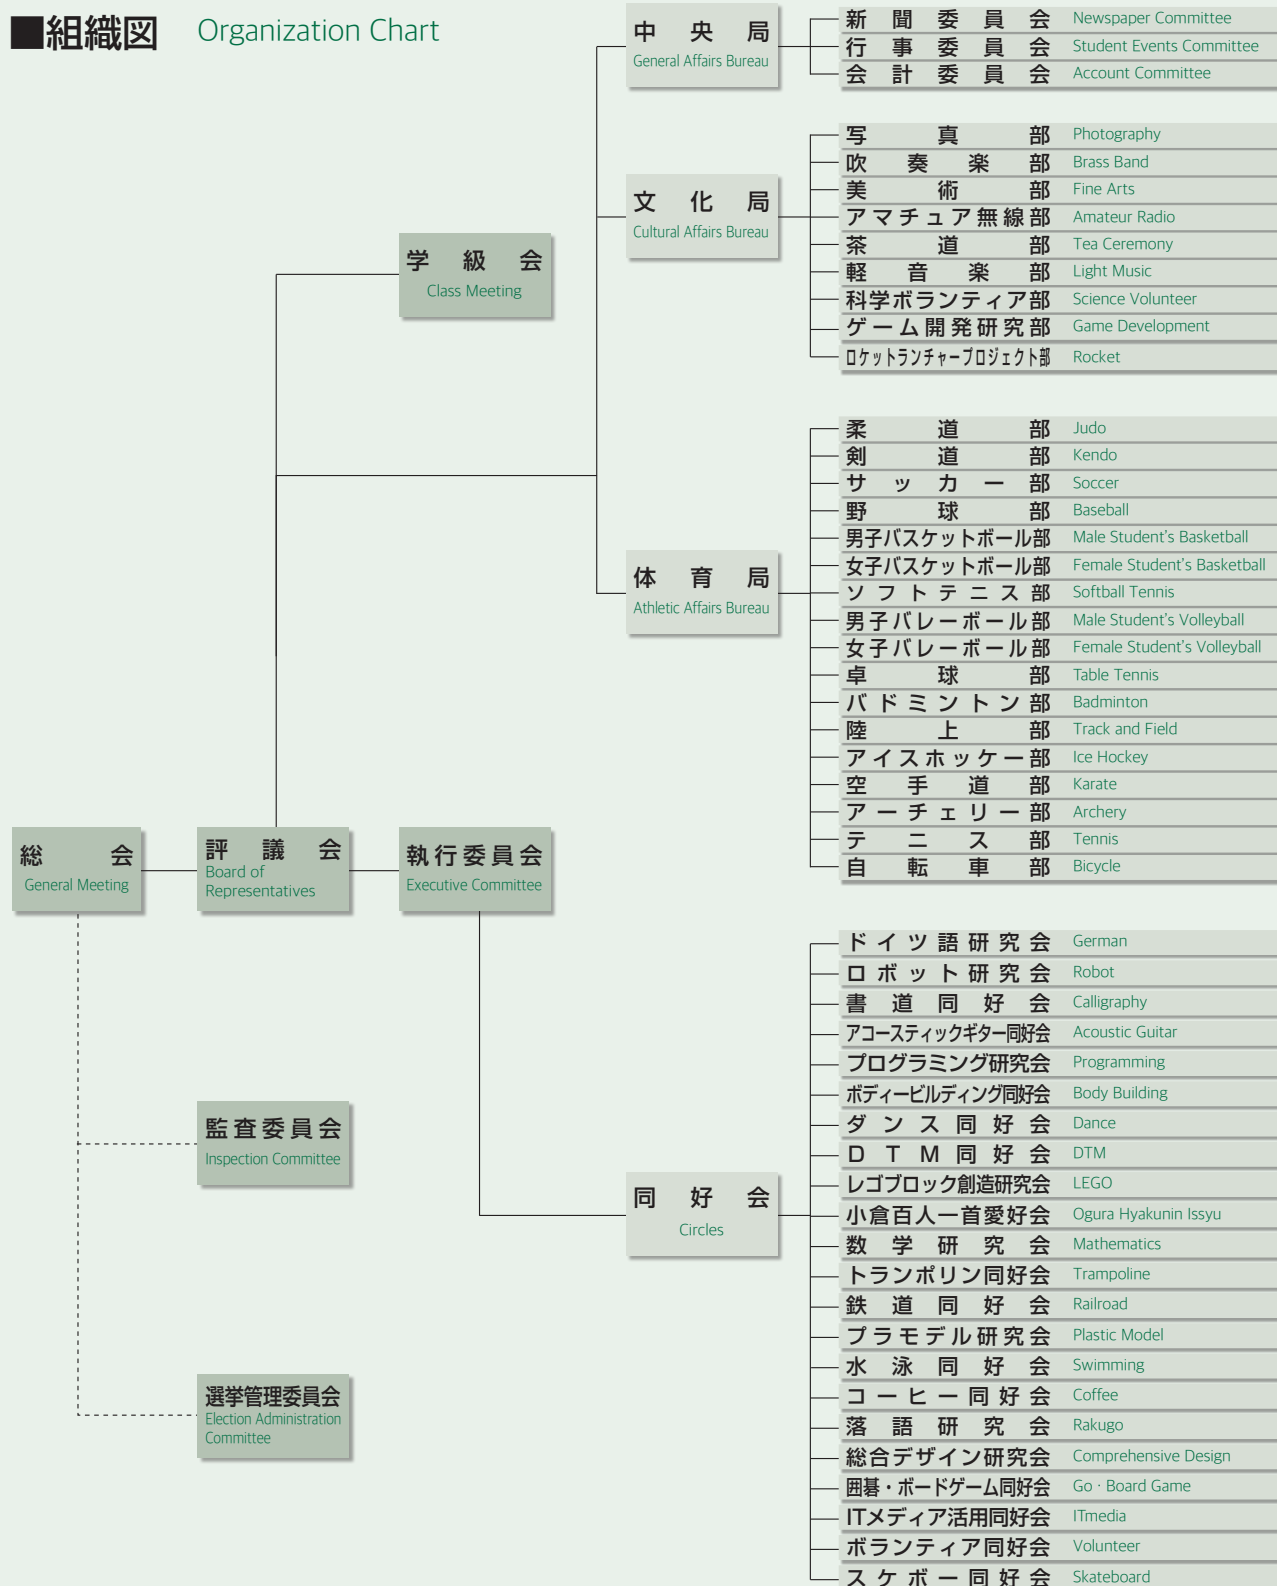 ■組織図 Organization Chart
中央局
General Affairs Bureau
新聞委員会 Newspaper Committee
行事委員会 Student Events Committee
会計委員会 Account Committee
文化局
Cultural Affairs Bureau
写真部 Photography
吹奏楽部 Brass Band
美術部 Fine Arts
アマチュア無線部 Amateur Radio
茶道部 Tea Ceremony
軽音楽部 Light Music
科学ボランティア部 Science Volunteer
ゲーム開発研究部 Game Development
ロケットランチャープロジェクト部 Rocket
学級会
Class Meeting
体育局
Athletic Affairs Bureau
柔道部 Judo
剣道部 Kendo
サッカー部 Soccer
野球部 Baseball
男子バスケットボール部 Male Student's Basketball
女子バスケットボール部 Female Student's Basketball
ソフトテニス部 Softball Tennis
男子バレーボール部 Male Student's Volleyball
女子バレーボール部 Female Student's Volleyball
卓球部 Table Tennis
バドミントン部 Badminton
陸上部 Track and Field
アイスホッケー部 Ice Hockey
空手道部 Karate
アーチェリー部 Archery
テニス部 Tennis
自転車部 Bicycle
総会
General Meeting
評議会
Board of
Representatives
執行委員会
Executive Committee
監査委員会
Inspection Committee
選挙管理委員会
Election Administration
Committee
同好会
Circles
ドイツ語研究会 German
ロボット研究会 Robot
書道同好会 Calligraphy
アコースティックギター同好会 Acoustic Guitar
プログラミング研究会 Programming
ボディービルディング同好会 Body Building
ダンス同好会 Dance
DTM同好会 DTM
レゴブロック創造研究会 LEGO
小倉百人一首愛好会 Ogura Hyakunin Issyu
数学研究会 Mathematics
トランポリン同好会 Trampoline
鉄道同好会 Railroad
プラモデル研究会 Plastic Model
水泳同好会 Swimming
コーヒー同好会 Coffee
落語研究会 Rakugo
総合デザイン研究会 Comprehensive Design
囲碁・ボードゲーム同好会 Go・Board Game
ITメディア活用同好会 ITmedia
ボランティア同好会 Volunteer
スケボー同好会 Skateboard